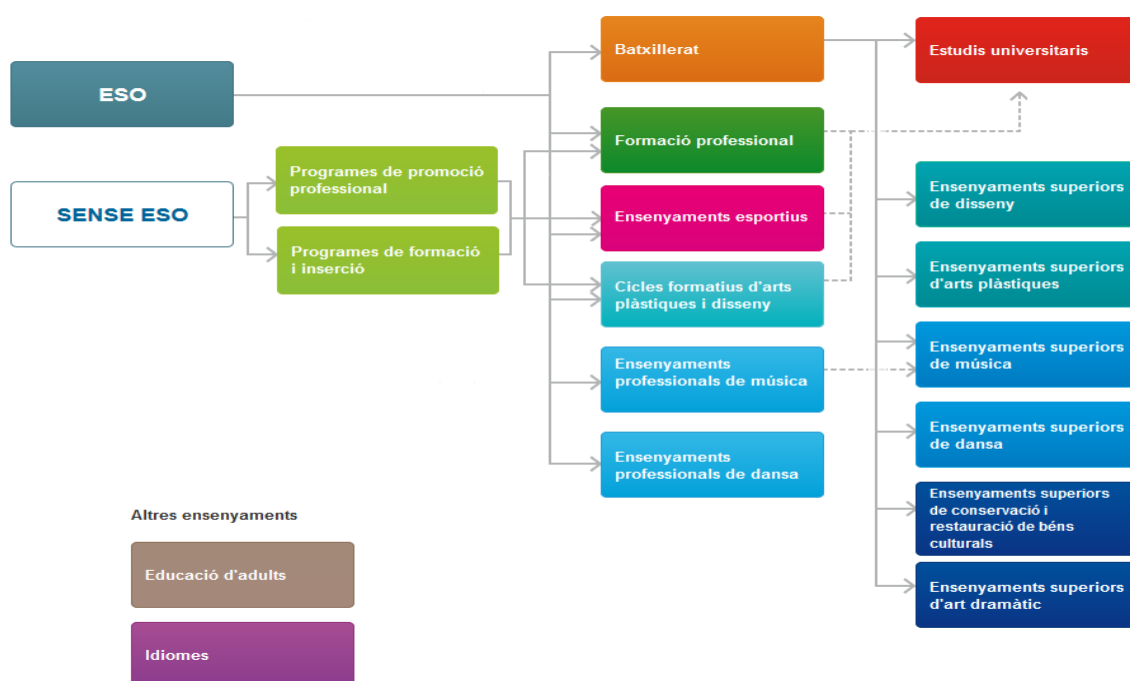 ESO
SENSE ESO
Programes de promoció
professional
Programes de formació
i inserció
Batxillerat
Formació professional
Ensenyaments esportius
Cicles formatius d'arts
plàstiques i disseny
Ensenyaments
professionals de música
Ensenyaments
professionals de dansa
Estudis universitaris
Ensenyaments superiors
de disseny
Ensenyaments superiors
d'arts plàstiques
Ensenyaments superiors
de música
Ensenyaments superiors
de dansa
Ensenyaments superiors
de conservació i
restauració de béns
culturals
Ensenyaments superiors
d'art dramàtic
Altres ensenyaments
Educació d'adults
Idiomes